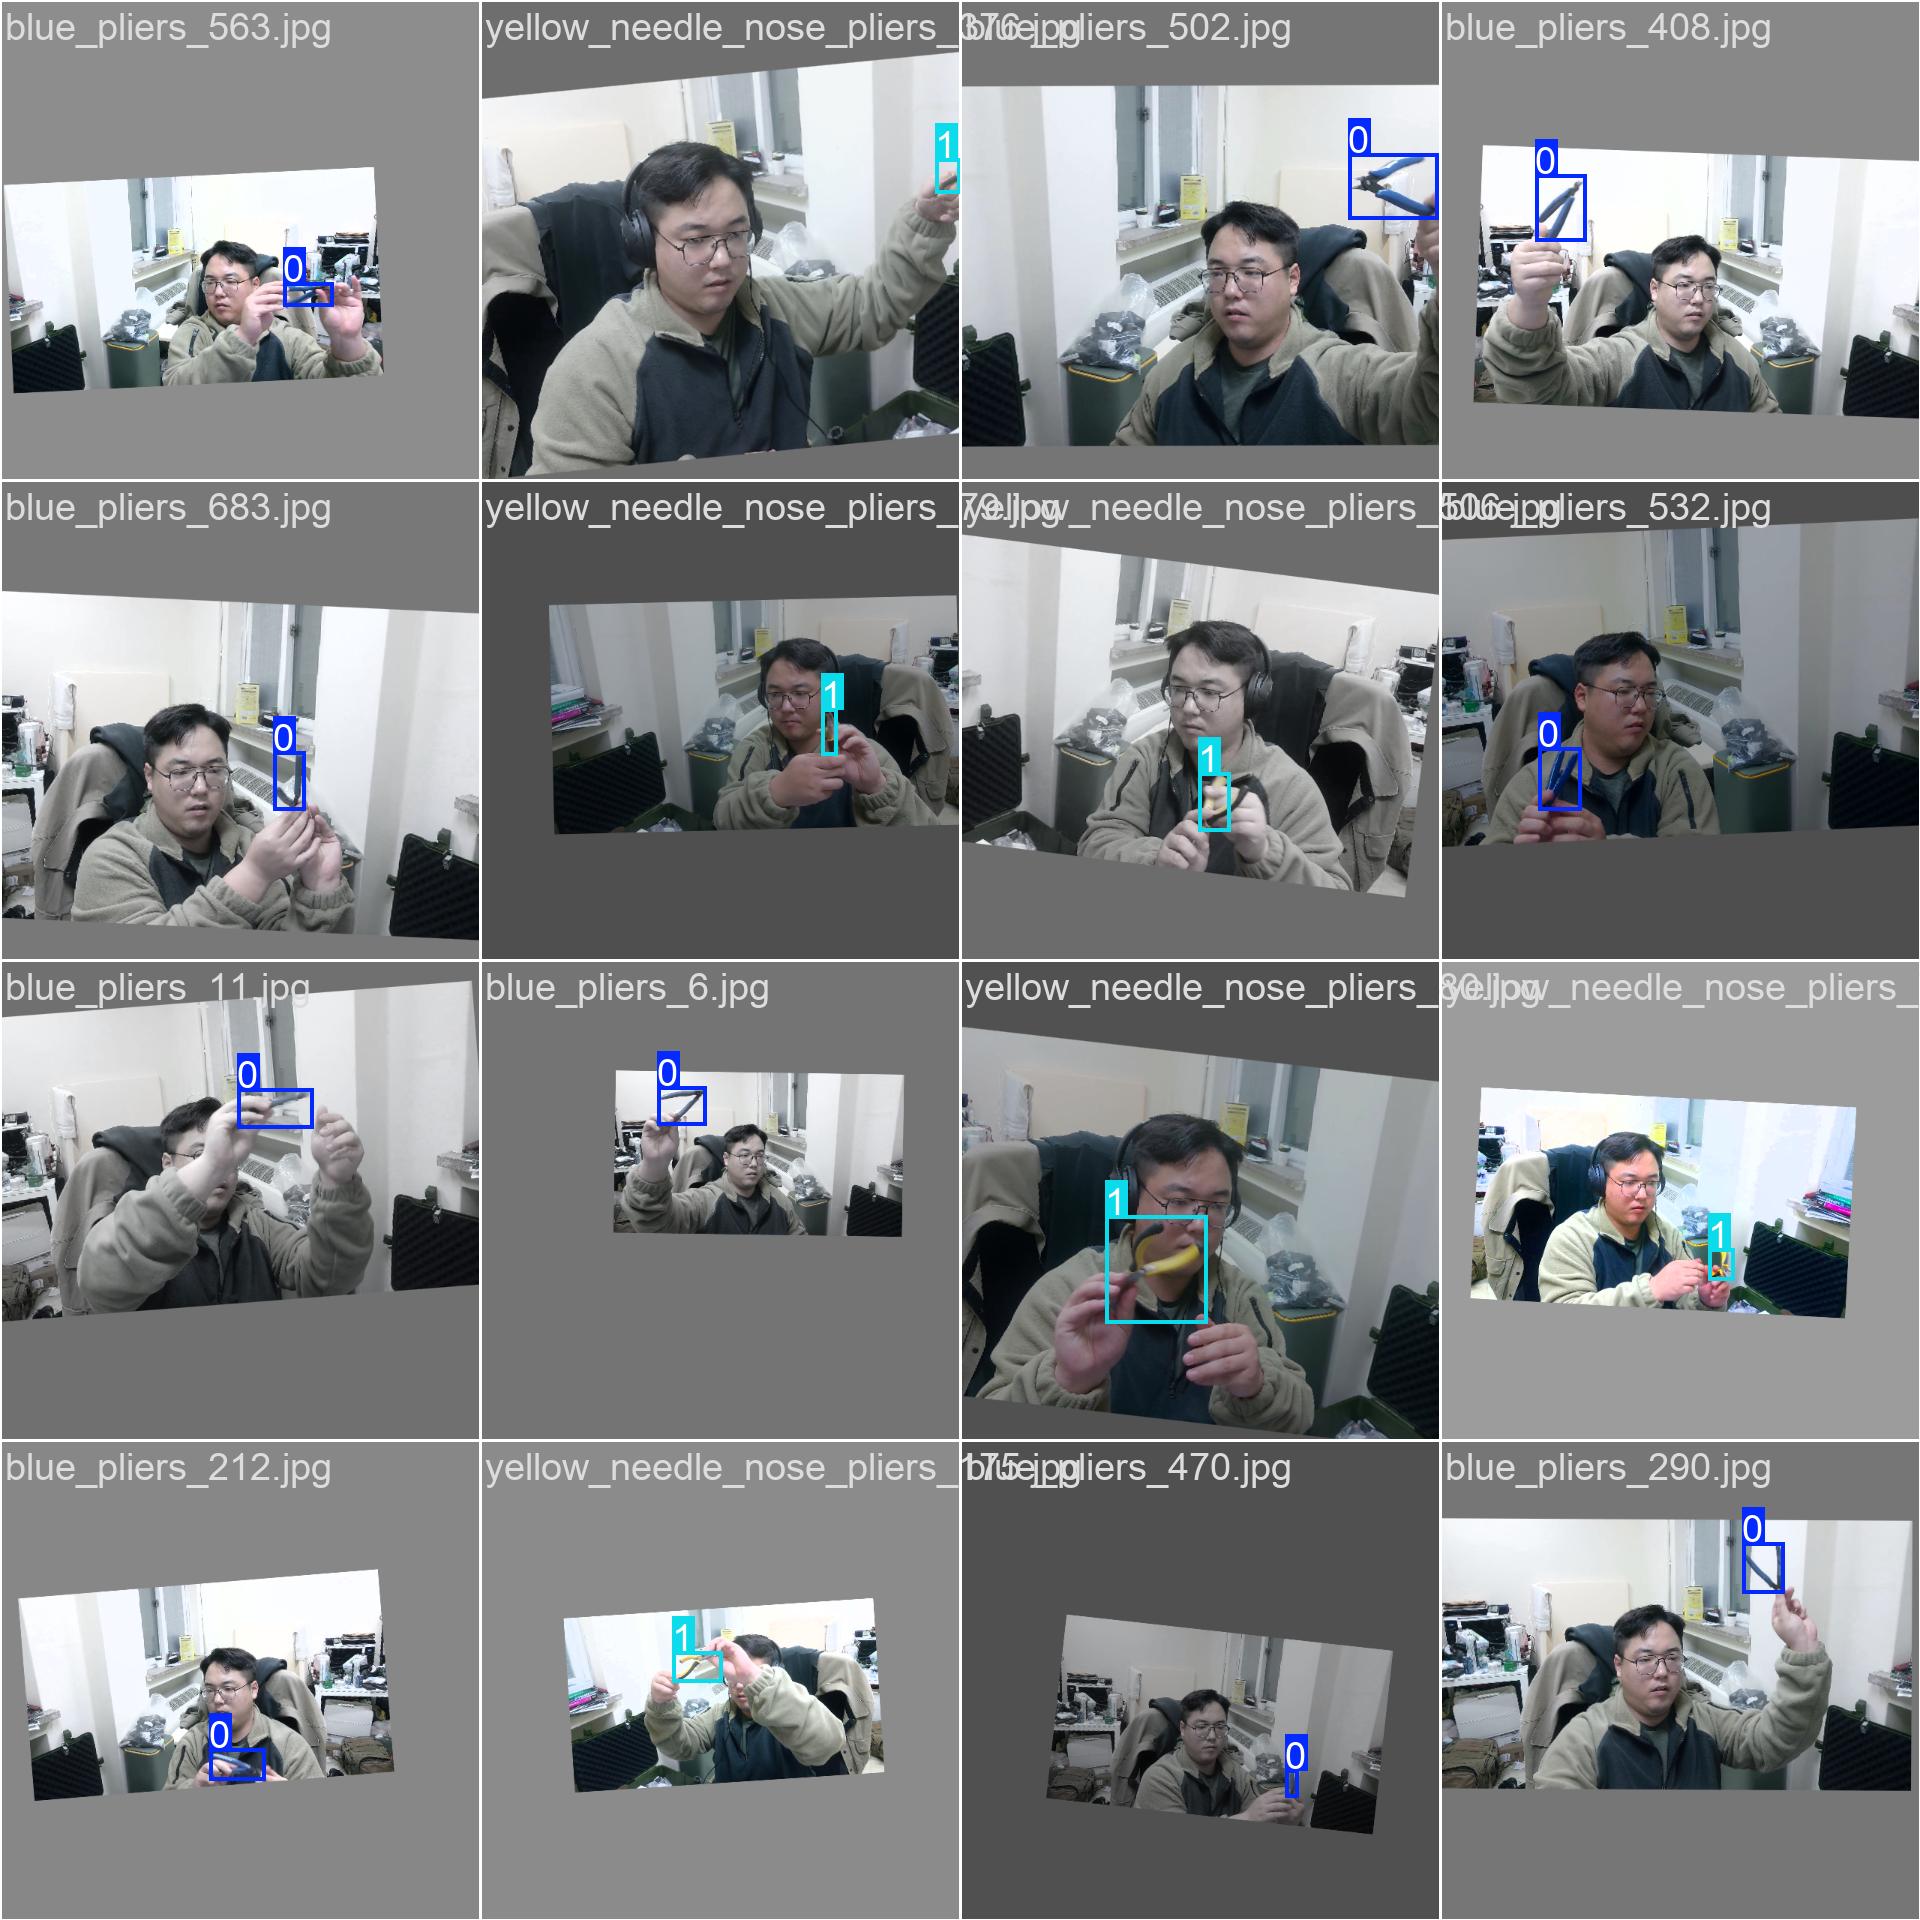 blue_pliers_563.jpg
yellow_needle_nose_pliers_376.jpg
blue_pliers_502.jpg
blue_pliers_408.jpg
0
1
0
0
blue_pliers_683.jpg
yellow_needle_nose_pliers_79.jpg
yellow_needle_nose_pliers_506.jpg
blue_pliers_532.jpg
0
1
1
0
blue_pliers_11.jpg
blue_pliers_6.jpg
yellow_needle_nose_pliers_80.jpg
yellow_needle_nose_pliers_
0
0
1
1
blue_pliers_212.jpg
yellow_needle_nose_pliers_175.jpg
blue_pliers_470.jpg
blue_pliers_290.jpg
0
1
0
0